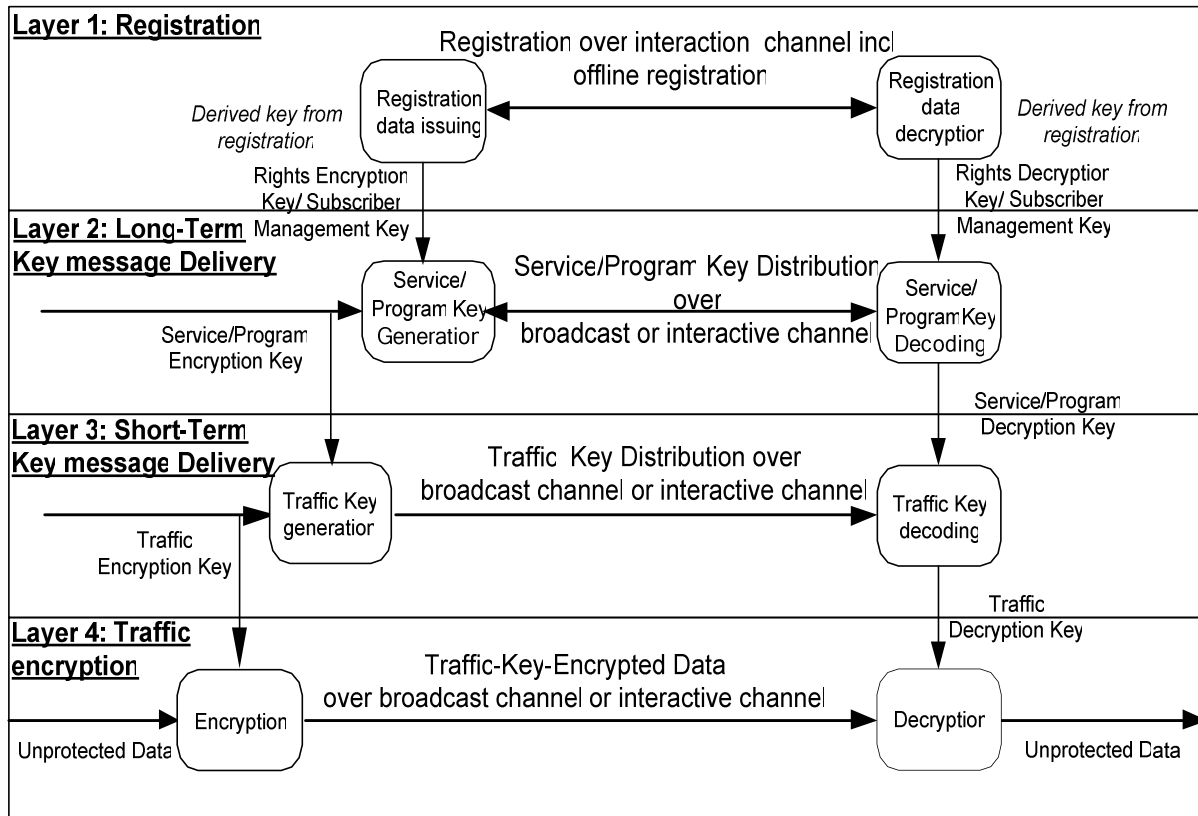 Layer 1: Registration
Registration over interaction channel incl
offline registration
Registration
data issuing
Registration
data
decryption
Derived key from
registration
Derived key from
registration
Rights Encryption
Key/ Subscriber
Management Key
Rights Decryption
Key/ Subscriber
Management Key
Layer 2: Long-Term
Key message Delivery
Service/
Program Key
Generation
Service/Program Key Distribution
over
broadcast or interactive channel
Service/
ProgramKey
Decoding
Service/Program
Encryption Key
Service/Program
Decryption Key
Layer 3: Short-Term
Key message Delivery
Traffic Key Distribution over
broadcast channel or interactive channel
Traffic Key
generation
Traffic Key
decoding
Traffic
Encryption Key
Traffic
Decryption Key
Layer 4: Traffic
encryption
Traffic-Key-Encrypted Data
over broadcast channel or interactive channel
Encryption
Decryption
Unprotected Data
Unprotected Data